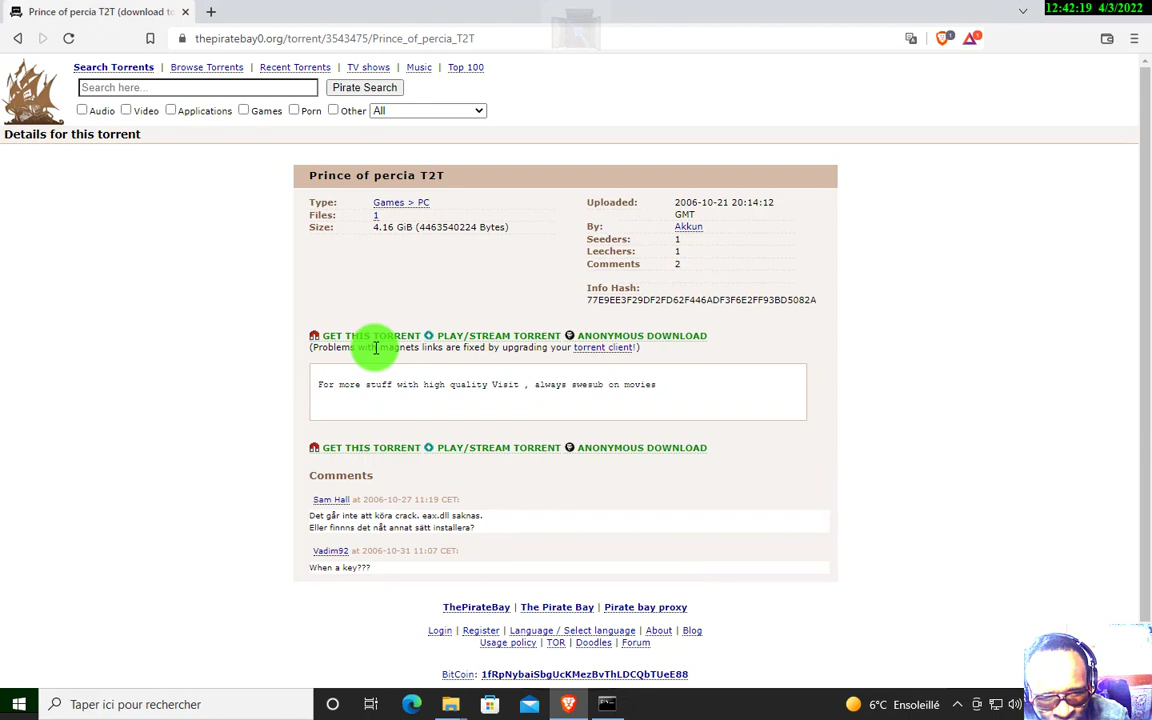 Prince of percia T2T (download to
12:42:19 4/3/2022
thepiratebay0.org/torrent/3543475/Prince_of_percia_T2T
Search Torrents | Browse Torrents | Recent Torrents | TV shows | Music | Top 100
Search here... Pirate Search
Audio Video Applications Games Porn Other All
Details for this torrent
Prince of percia T2T
Type: Games > PC
Files: 1
Size: 4.16 GiB (4463540224 Bytes)
Uploaded: 2006-10-21 20:14:12
GMT
By: Akkun
Seeders: 1
Leechers: 1
Comments 2
Info Hash:
77E9EE3F29DF2FD62F446ADF3F6E2FF93BD5082A
GET THIS TORRENT PLAY/STREAM TORRENT ANONYMOUS DOWNLOAD
(Problems with magnets links are fixed by upgrading your torrent client!)
For more stuff with high quality Visit , always swesub on movies
GET THIS TORRENT PLAY/STREAM TORRENT ANONYMOUS DOWNLOAD
Comments
Sam Hall at 2006-10-27 11:19 CET:
Det går inte att köra crack. eax.dll saknas.
Eller finnns det nåt annat sätt installera?
Vadim92 at 2006-10-31 11:07 CET:
When a key???
ThePirateBay | The Pirate Bay | Pirate bay proxy
Login | Register | Language / Select language | About | Blog
Usage policy | TOR | Doodles | Forum
BitCoin: 1fRpNybaiSbgUcKMezBvThLDCQbTUeE88
Taper ici pour rechercher
6°C Ensoleillé